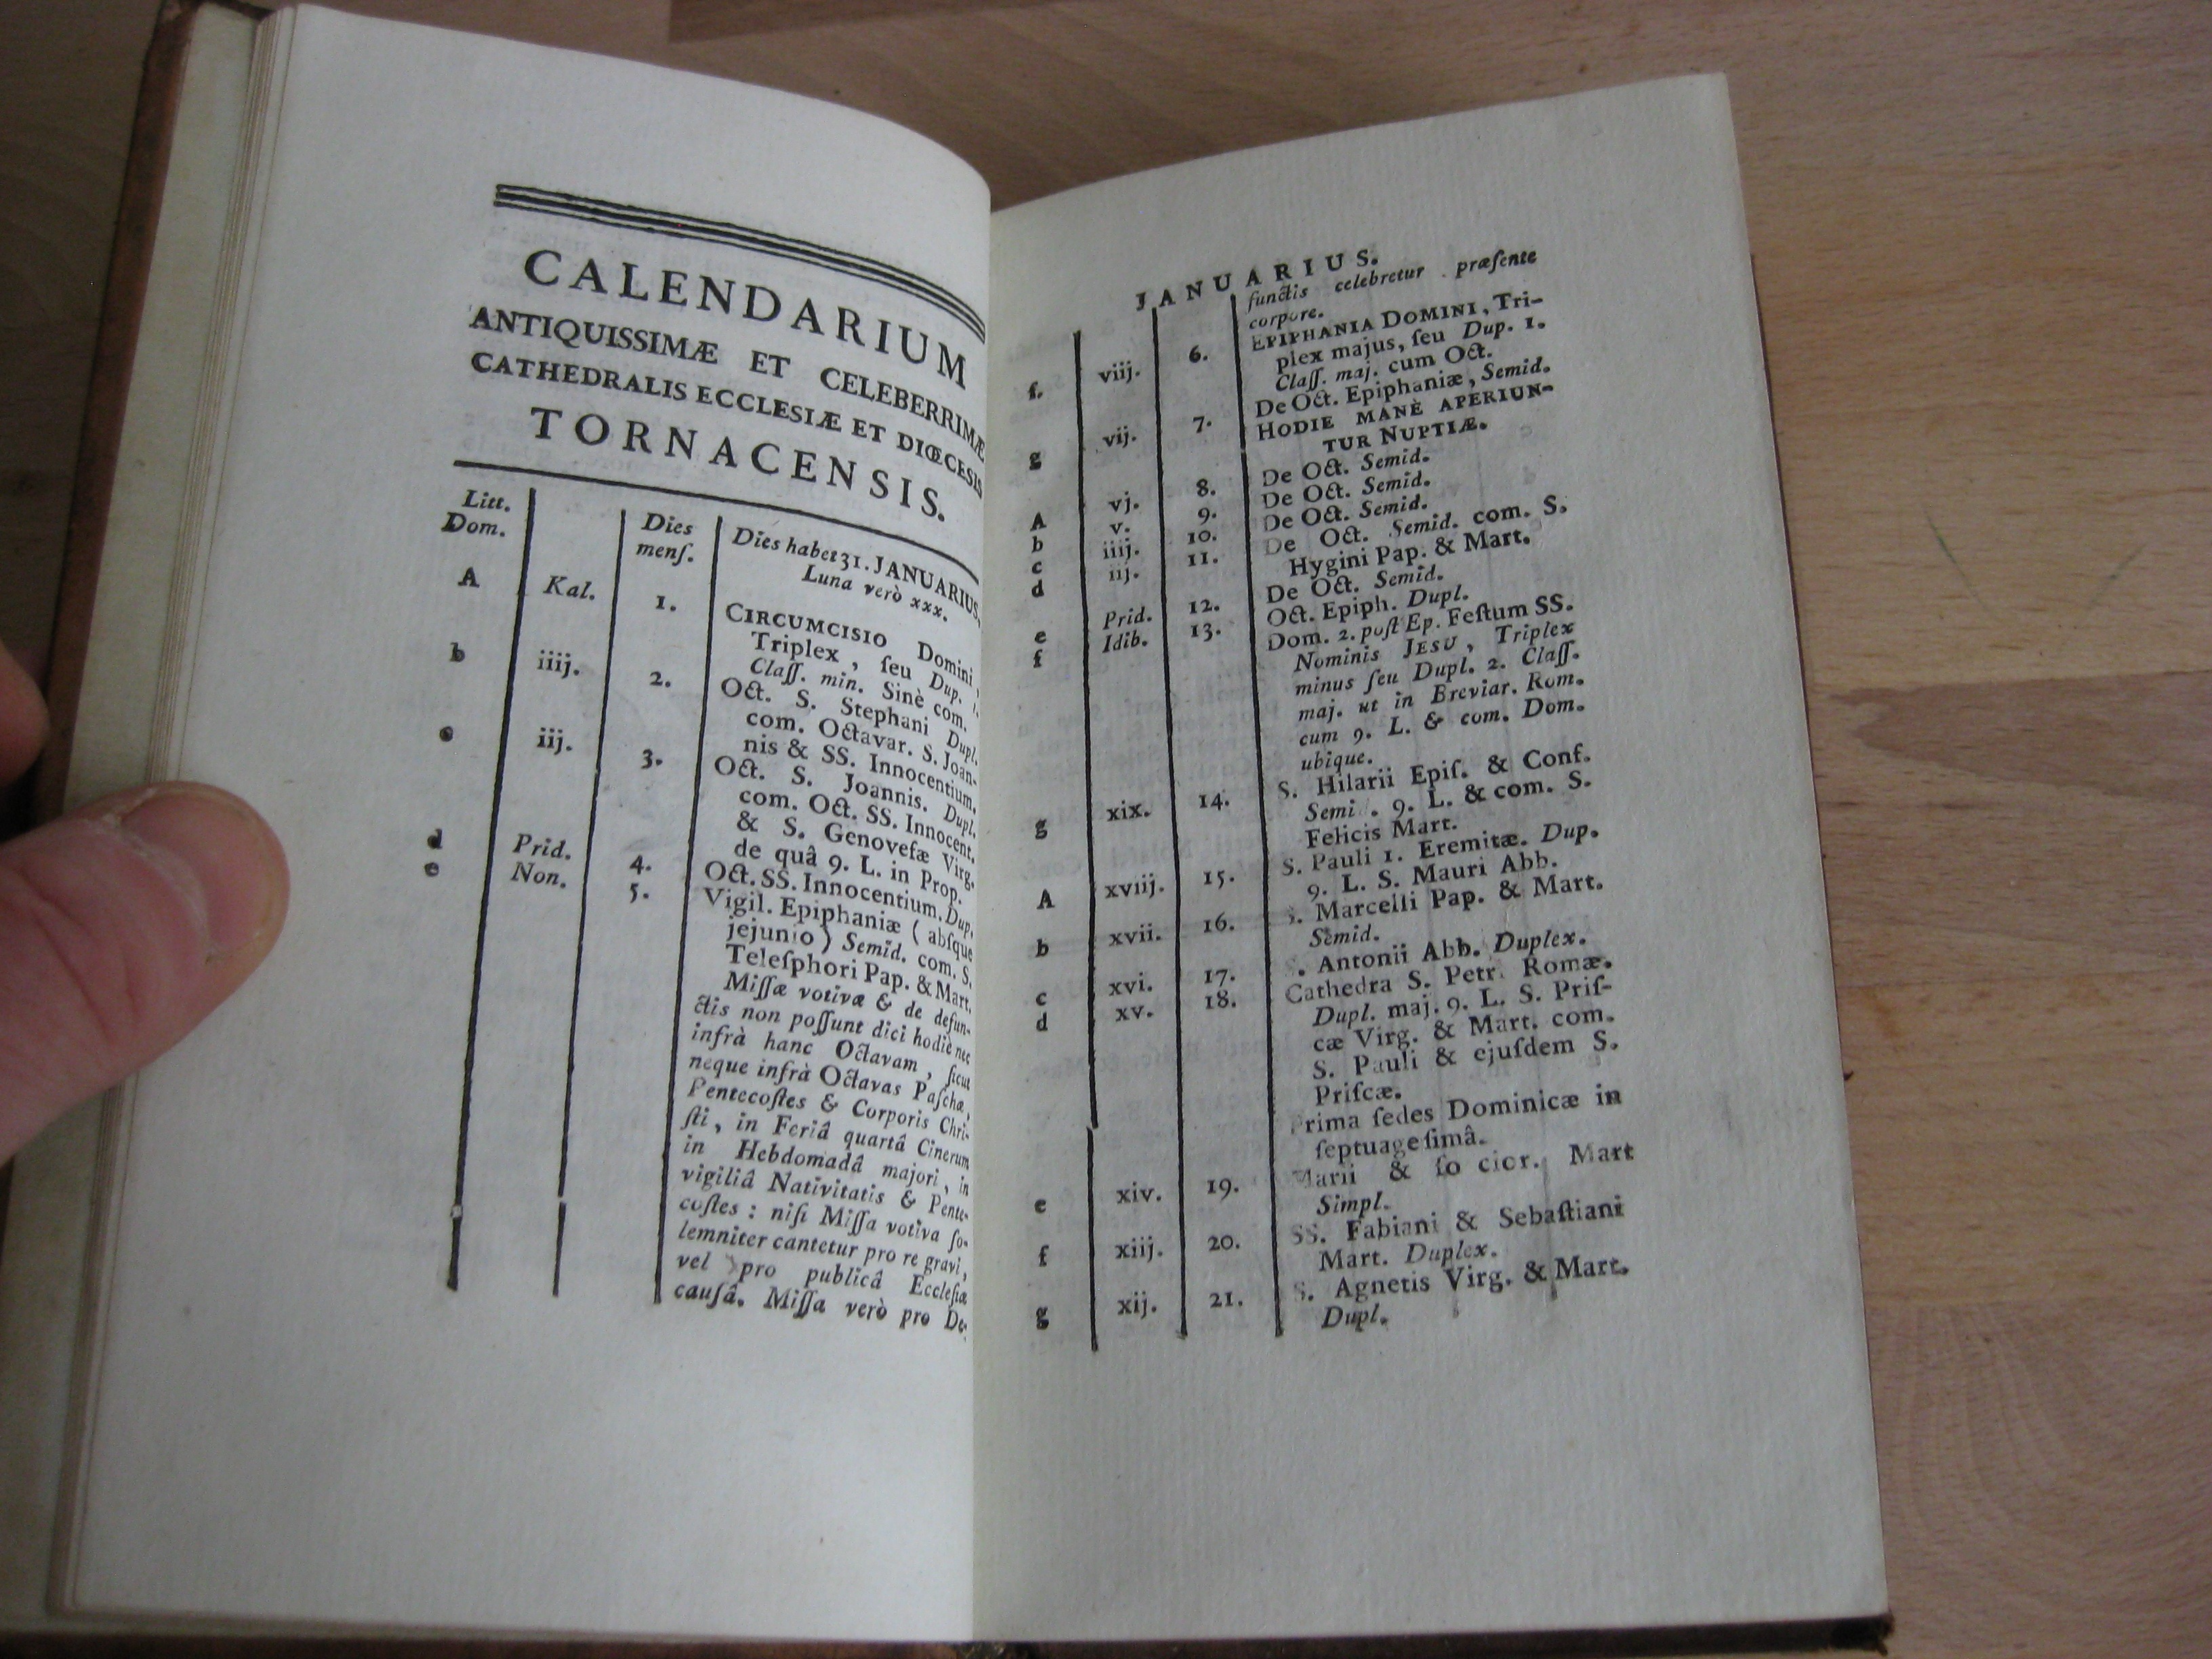 CALENDARIUM
ANTIQUISSIMÆ ET CELEBERRIMÆ
CATHEDRALIS ECCLESIÆ ET DIŒCESIS
TORNACENSIS.
Litt. Dom.
Dies menſ.
Dies habet 31. JANUARIUS,
Luna verò xxx.
A Kal. 1. CIRCUMCISIO Domini,
Triplex, ſeu Dup. 1.
Claſſ. min. Sinè com.
b iiij. 2. Oct. S. Stephani Dupl.
com. Octavar. S. Joan-
nis & SS. Innocentium.
c iij. 3. Oct. S. Joannis. Dupl.
com. Oct. SS. Innocent.
& S. Genovefæ Virg.
de quâ 9. L. in Prop.
d Prid. 4. Oct. SS. Innocentium. Dup.
e Non. 5. Vigil. Epiphaniæ ( abſque
jejunio ) Semid. com. S.
Teleſphori Pap. & Mart.
Miſſæ votivæ & de defun-
ctis non poſſunt dici hodiè nec
infrà hanc Octavam, ſicut
neque infrà Octavas Paſchæ,
Pentecoſtes & Corporis Chri-
ſti, in Feriâ quartâ Cinerum
in Hebdomadâ majori, in
vigiliâ Nativitatis & Pente-
coſtes : niſi Miſſa votiva ſo-
lemniter cantetur pro re gravi,
vel pro publicâ Eccleſiæ
cauſâ. Miſſa verò pro De-
JANUARIUS.
functis celebretur præſente
corpore.
f. viij. 6. EPIPHANIA DOMINI, Tri-
plex majus, ſeu Dup. 1.
Claſſ. maj. cum Oct.
g vij. 7. De Oct. Epiphaniæ, Semid.
HODIE MANÈ APERIUN-
TUR NUPTIÆ.
A vj. 8. De Oct. Semid.
b v. 9. De Oct. Semid.
c iiij. 10. De Oct. Semid.
d iij. 11. De Oct. Semid. com. S.
Hygini Pap. & Mart.
e Prid. 12. De Oct. Semid.
f Idib. 13. Oct. Epiph. Dupl.
Dom. 2. poſt Ep. Feſtum SS.
Nominis JESU, Triplex
minus ſeu Dupl. 2. Claſſ.
maj. ut in Breviar. Rom.
cum 9. L. & com. Dom.
ubique.
g xix. 14. S. Hilarii Epiſ. & Conf.
Semi . 9. L. & com. S.
Felicis Mart.
A xviij. 15. S. Pauli 1. Eremitæ. Dup.
9. L. S. Mauri Abb.
b xvii. 16. S. Marcelli Pap. & Mart.
Semid.
c xvi. 17. . Antonii Abb. Duplex.
d xv. 18. Cathedra S. Petr. Romæ.
Dupl. maj. 9. L. S. Priſ-
cæ Virg. & Mart. com.
S. Pauli & ejuſdem S.
Priſcæ.
Prima ſedes Dominicæ in
ſeptuageſimâ.
e xiv. 19. Marii & ſo cior. Mart
Simpl.
f xiij. 20. SS. Fabiani & Sebaſtiani
Mart. Duplex.
g xij. 21. S. Agnetis Virg. & Mart.
Dupl.